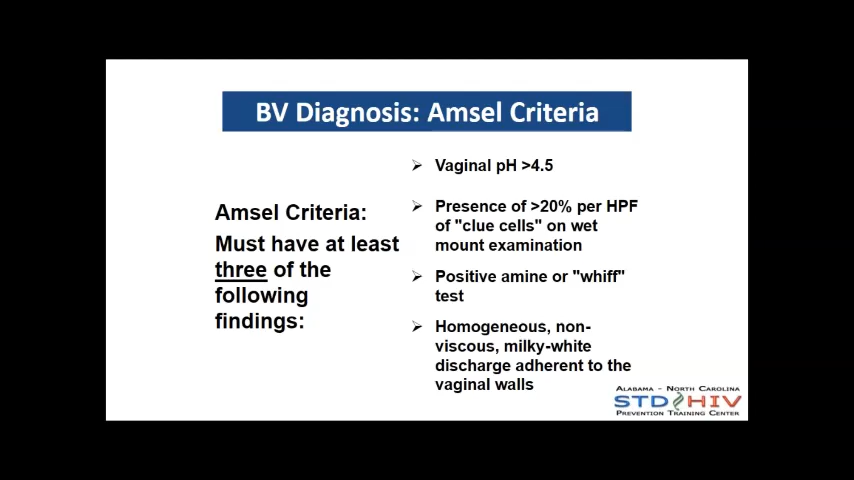 BV Diagnosis: Amsel Criteria
Amsel Criteria:
Must have at least
three of the
following
findings:
➢ Vaginal pH >4.5
➢ Presence of >20% per HPF
of "clue cells" on wet
mount examination
➢ Positive amine or "whiff"
test
➢ Homogeneous, non-
viscous, milky-white
discharge adherent to the
vaginal walls
Alabama - North Carolina
STD HIV
Prevention Training Center